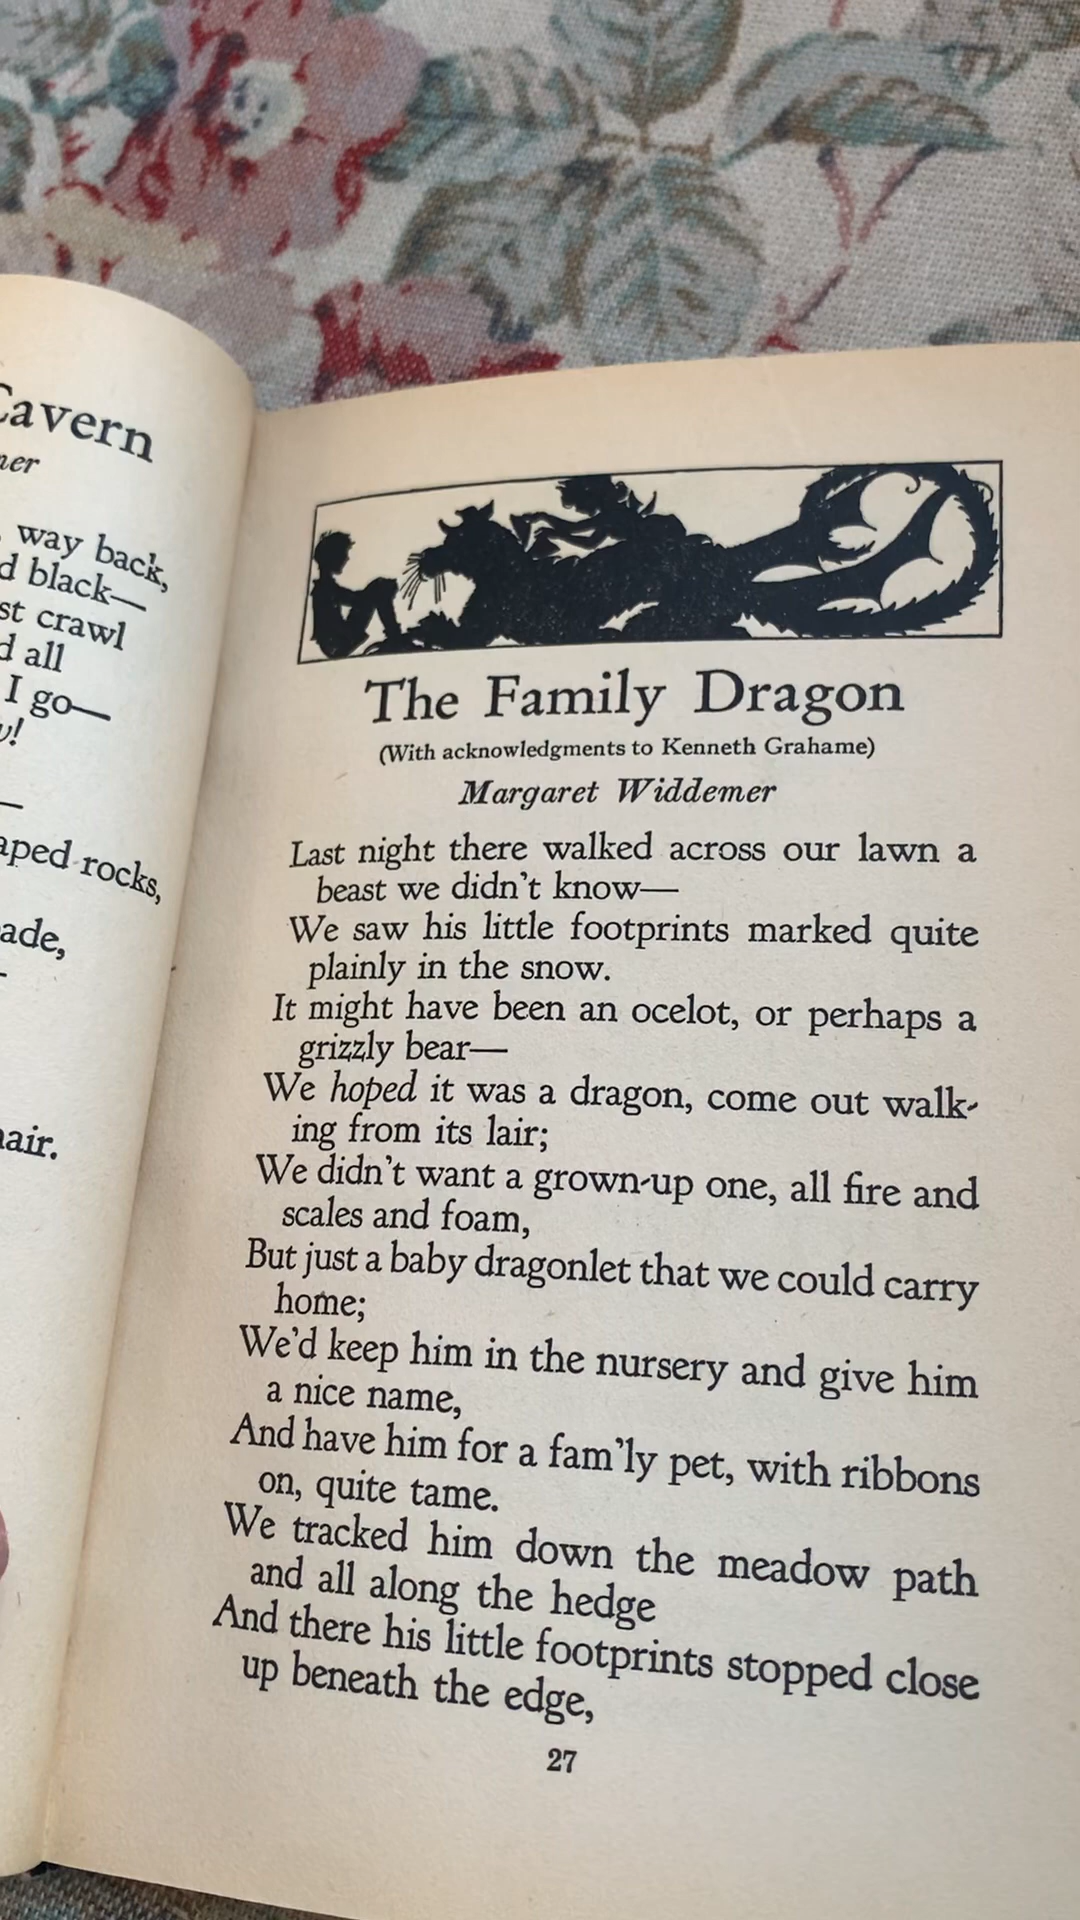 Cavern
way back,
black—
crawl
all
I go—
rocks,
The Family Dragon
(With acknowledgments to Kenneth Grahame)
Margaret Widdemer
Last night there walked across our lawn a
beast we didn't know—
We saw his little footprints marked quite
plainly in the snow.
It might have been an ocelot, or perhaps a
grizzly bear—
We hoped it was a dragon, come out walk-
ing from its lair;
We didn't want a grown-up one, all fire and
scales and foam,
But just a baby dragonlet that we could carry
home;
We'd keep him in the nursery and give him
a nice name,
And have him for a fam'ly pet, with ribbons
on, quite tame.
We tracked him down the meadow path
and all along the hedge
And there his little footprints stopped close
up beneath the edge,
27